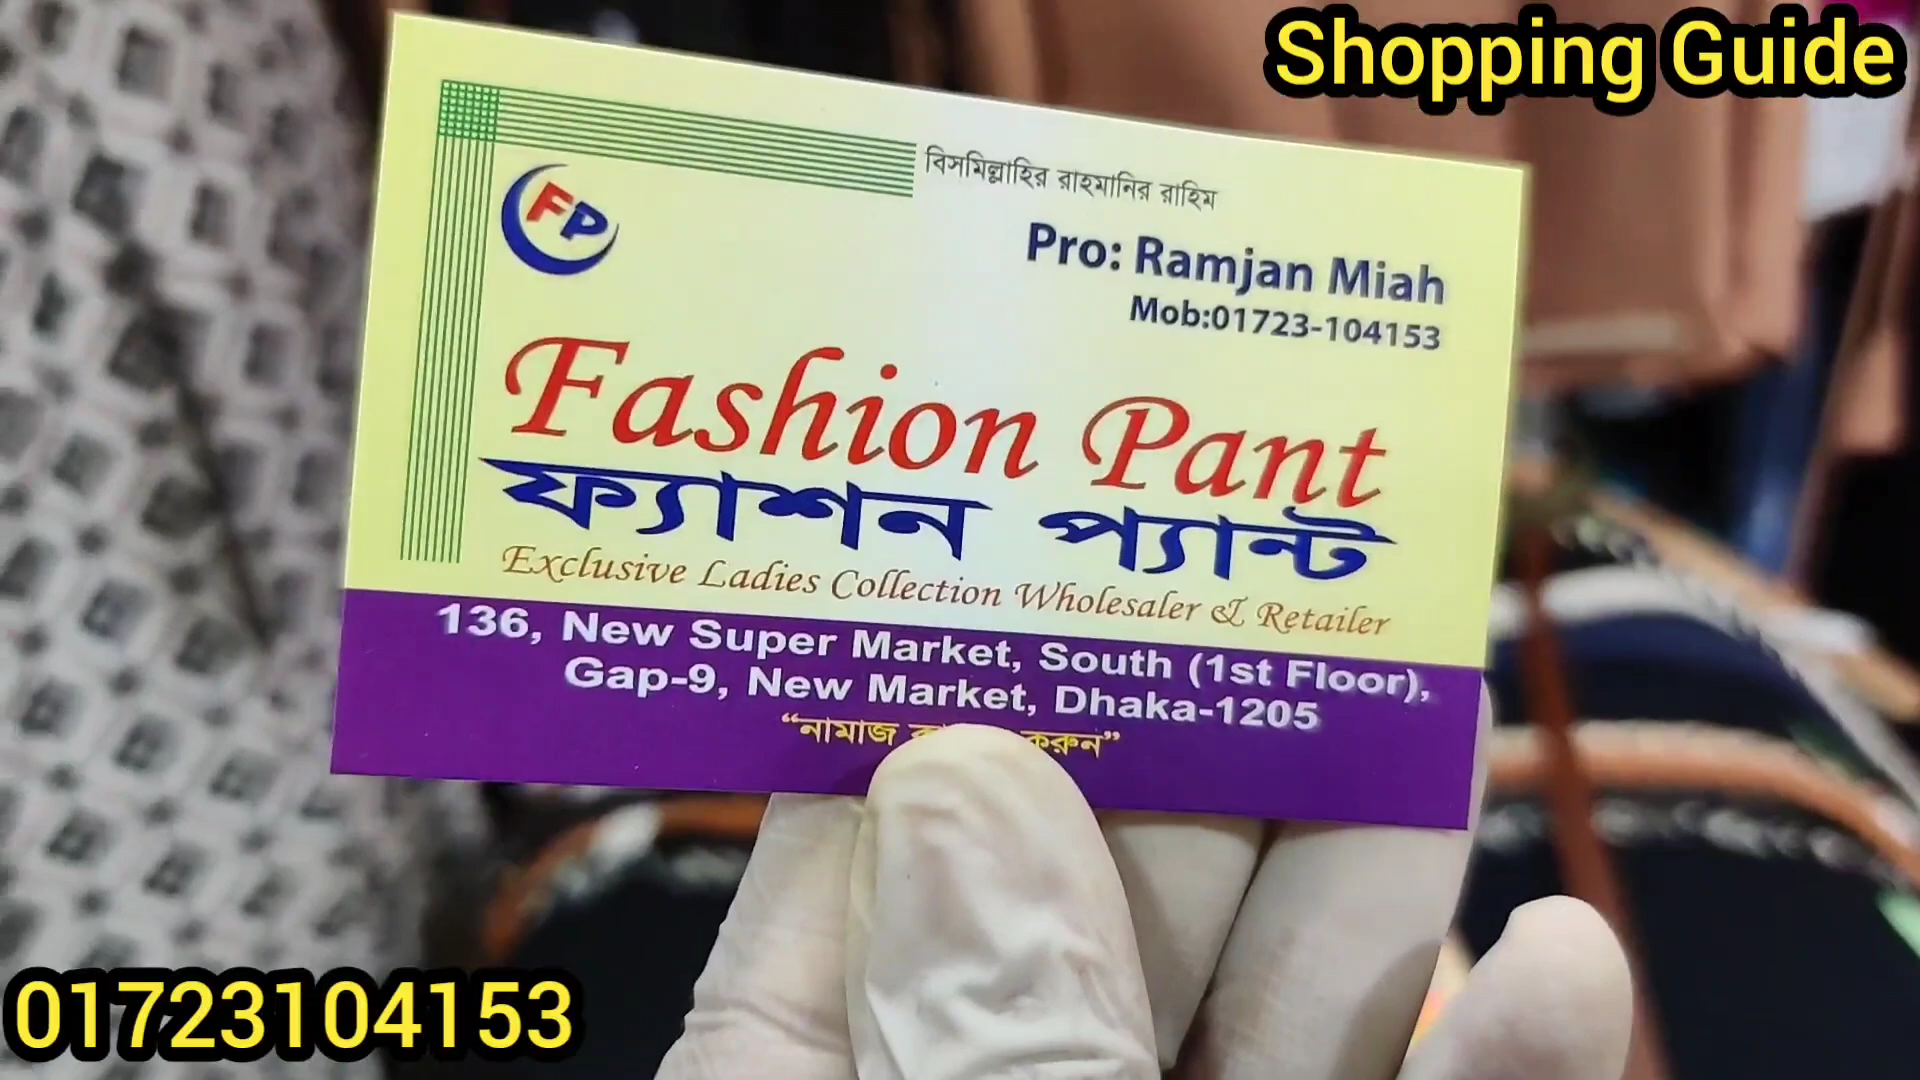 Shopping Guide
বিসমিল্লাহির রাহমানির রাহিম
FP
Pro: Ramjan Miah
Mob:01723-104153
Fashion Pant
ফ্যাশন প্যান্ট
Exclusive Ladies Collection Wholesaler & Retailer
136, New Super Market, South (1st Floor),
Gap-9, New Market, Dhaka-1205
“নামাজ করুন”
01723104153